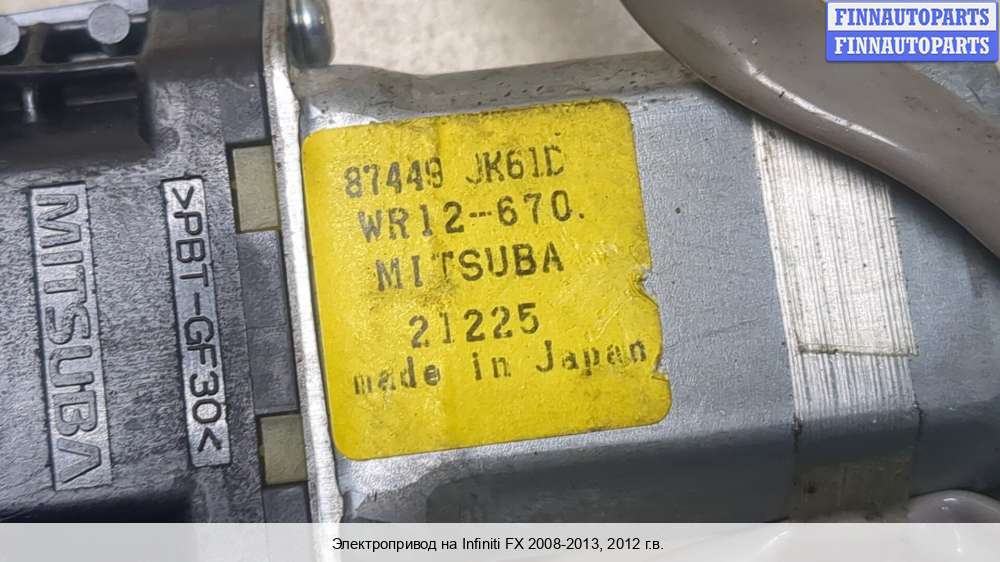 FINNAUTOPARTS
FINNAUTOPARTS
87449 JK61D
WR12-670.
MITSUBA
21225
made in Japan
>PBT-GF30<
MITSUBA
Электропривод на Infiniti FX 2008-2013, 2012 г.в.